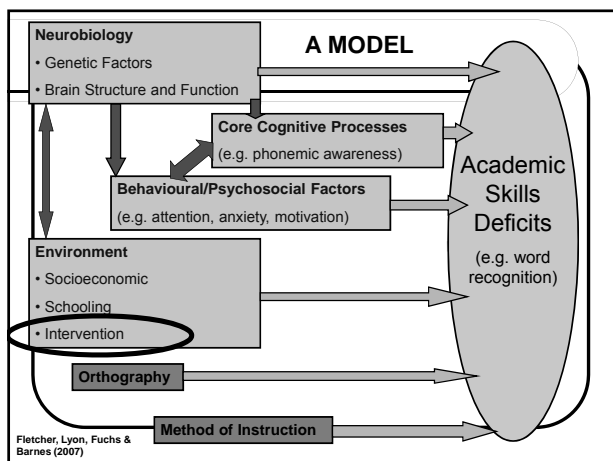 Neurobiology
• Genetic Factors
• Brain Structure and Function
A MODEL
Core Cognitive Processes
(e.g. phonemic awareness)
Behavioural/Psychosocial Factors
(e.g. attention, anxiety, motivation)
Environment
• Socioeconomic
• Schooling
• Intervention
Orthography
Method of Instruction
Academic
Skills
Deficits
(e.g. word
recognition)
Fletcher, Lyon, Fuchs &
Barnes (2007)